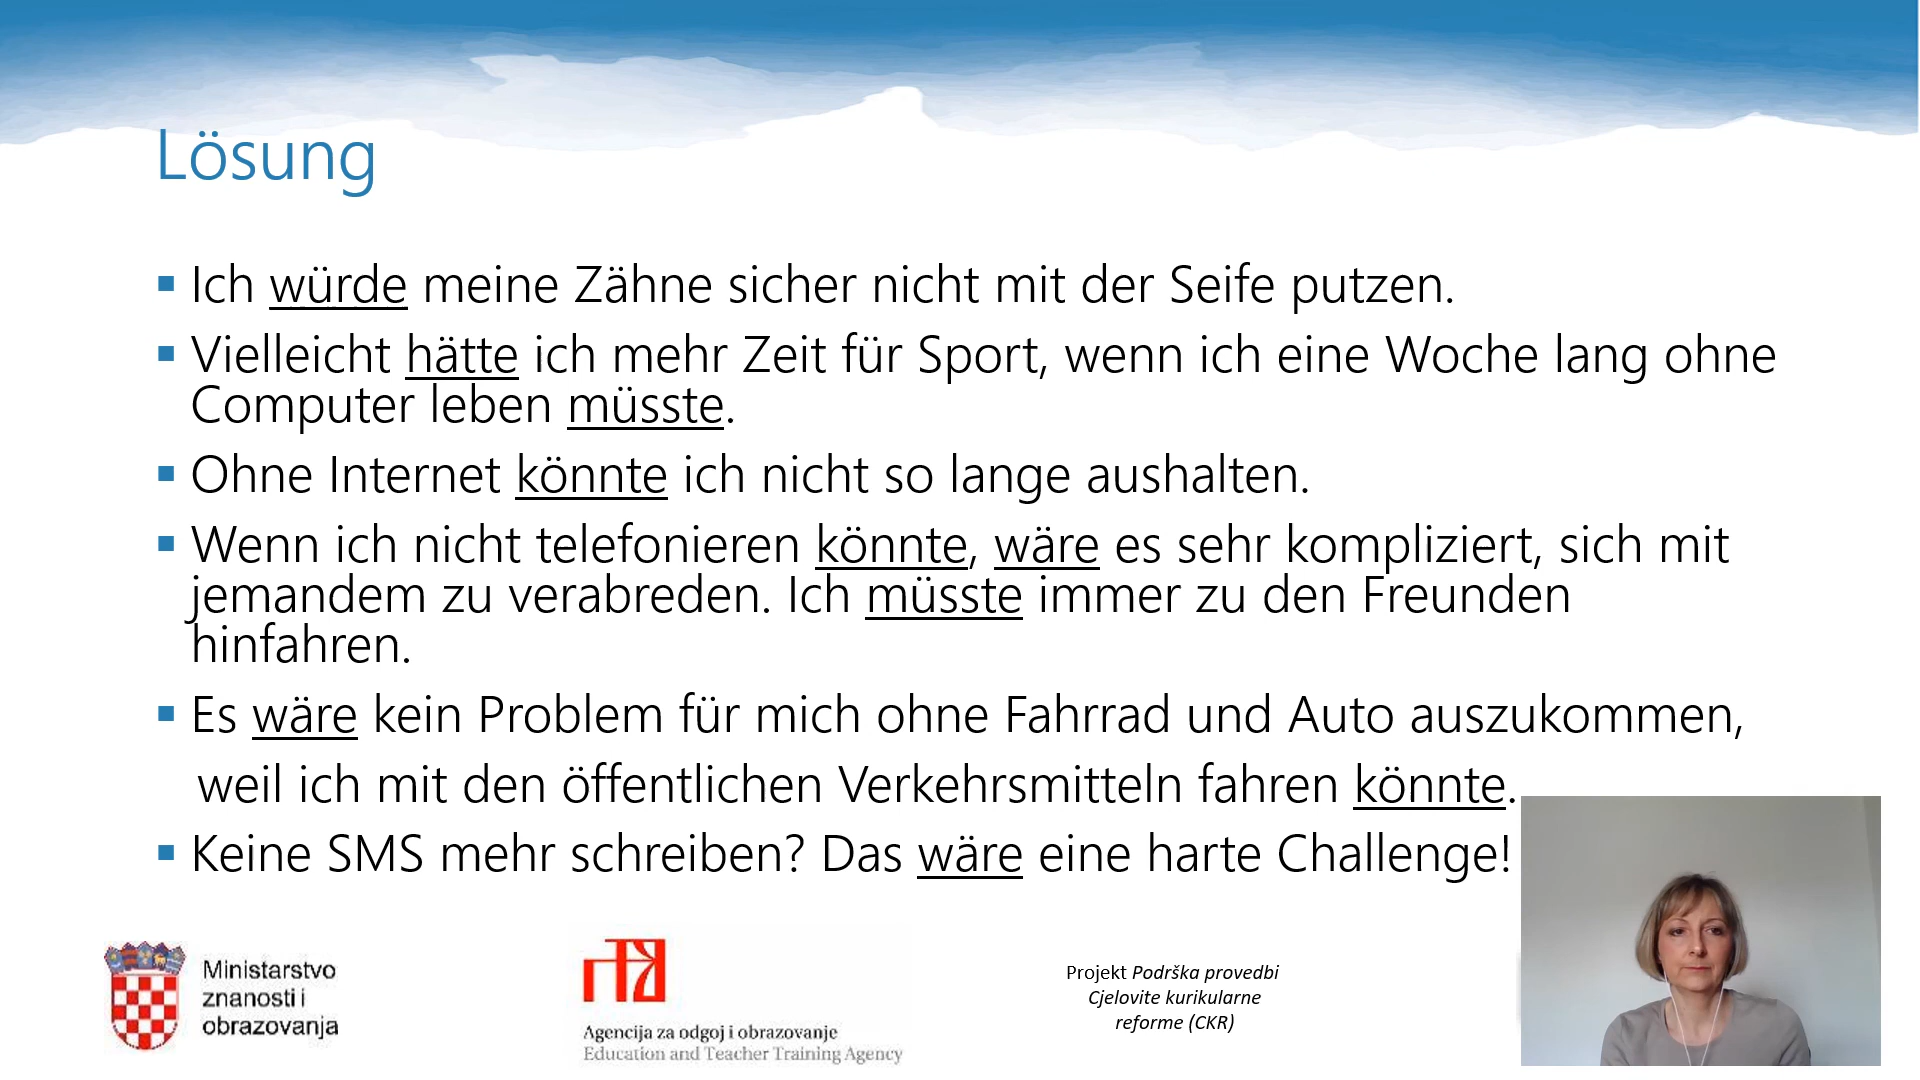 Lösung
Ich würde meine Zähne sicher nicht mit der Seife putzen.
Vielleicht hätte ich mehr Zeit für Sport, wenn ich eine Woche lang ohne
Computer leben müsste.
Ohne Internet könnte ich nicht so lange aushalten.
Wenn ich nicht telefonieren könnte, wäre es sehr kompliziert, sich mit
jemandem zu verabreden. Ich müsste immer zu den Freunden
hinfahren.
Es wäre kein Problem für mich ohne Fahrrad und Auto auszukommen,
weil ich mit den öffentlichen Verkehrsmitteln fahren könnte.
Keine SMS mehr schreiben? Das wäre eine harte Challenge!
Ministarstvo
znanosti i
obrazovanja
Agencija za odgoj i obrazovanje
Education and Teacher Training Agency
Projekt Podrška provedbi
Cjelovite kurikularne
reforme (CKR)